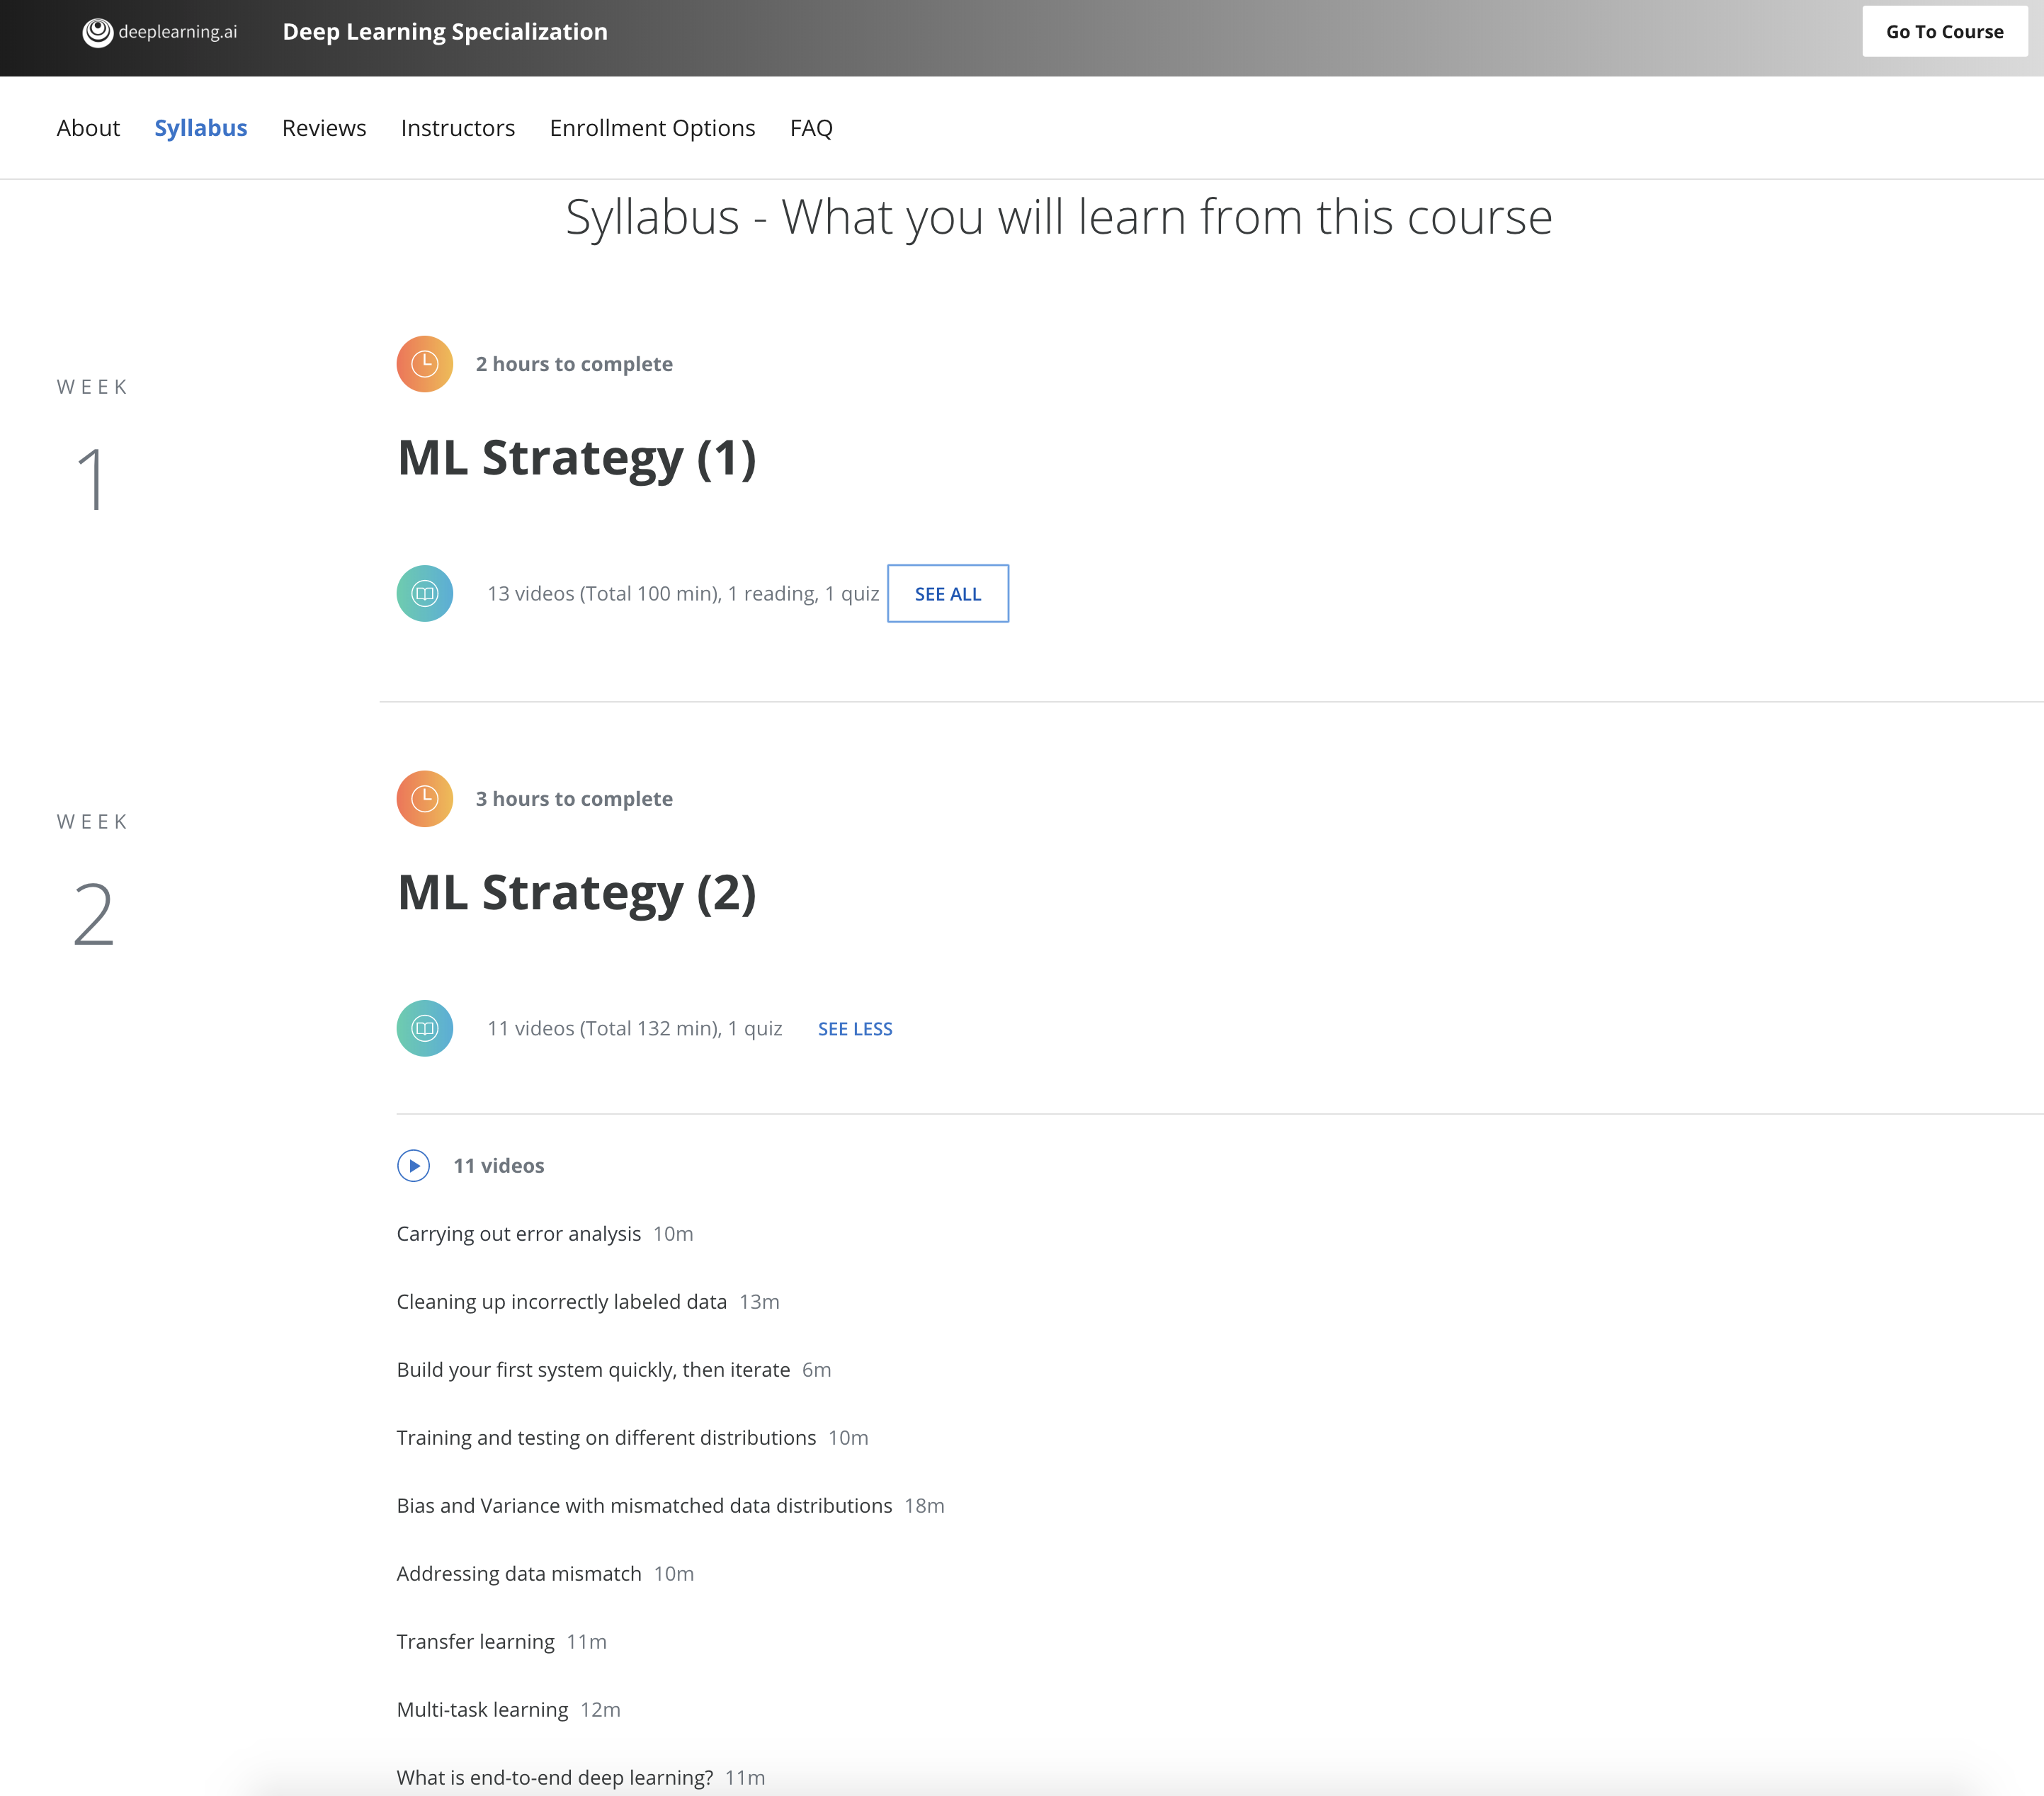 deeplearning.ai Deep Learning Specialization Go To Course
About Syllabus Reviews Instructors Enrollment Options FAQ
Syllabus - What you will learn from this course
WEEK
1
2 hours to complete
ML Strategy (1)
13 videos (Total 100 min), 1 reading, 1 quiz SEE ALL
WEEK
2
3 hours to complete
ML Strategy (2)
11 videos (Total 132 min), 1 quiz SEE LESS
11 videos
Carrying out error analysis 10m
Cleaning up incorrectly labeled data 13m
Build your first system quickly, then iterate 6m
Training and testing on different distributions 10m
Bias and Variance with mismatched data distributions 18m
Addressing data mismatch 10m
Transfer learning 11m
Multi-task learning 12m
What is end-to-end deep learning? 11m